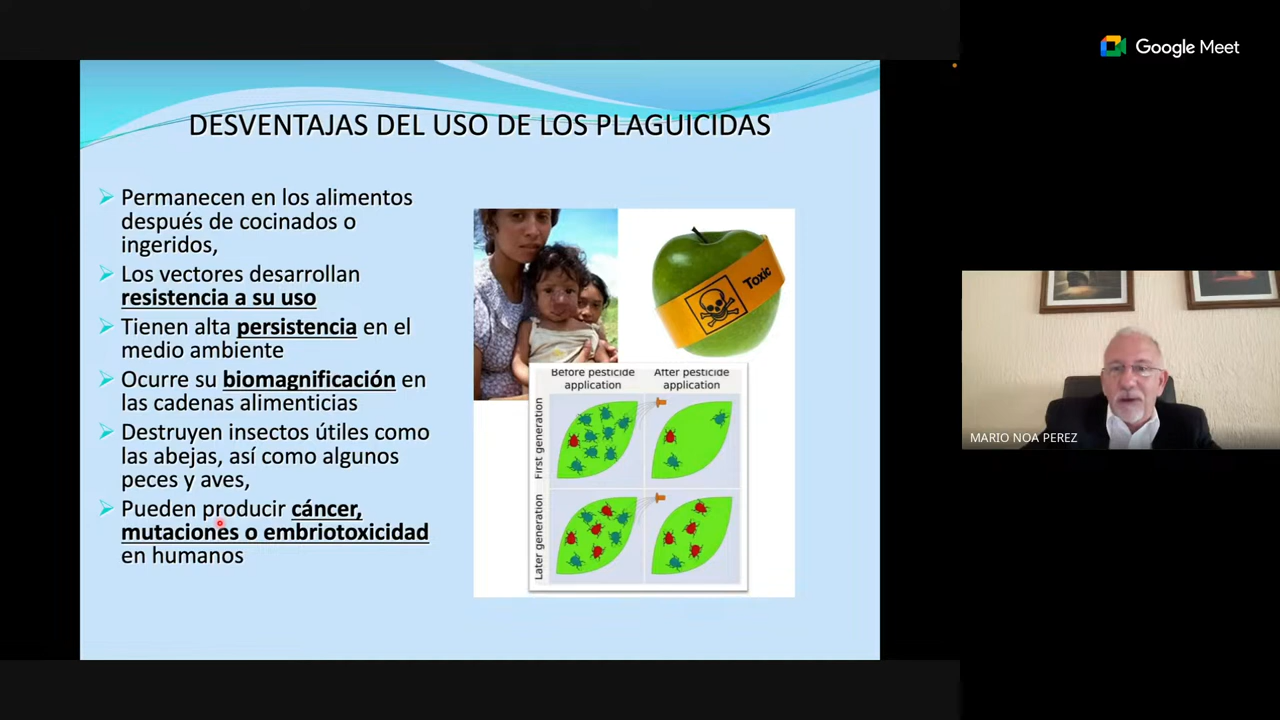 Google Meet
DESVENTAJAS DEL USO DE LOS PLAGUICIDAS
Permanecen en los alimentos
después de cocinados o
ingeridos,
Los vectores desarrollan
resistencia a su uso
Tienen alta persistencia en el
medio ambiente
Ocurre su biomagnificación en
las cadenas alimenticias
Destruyen insectos útiles como
las abejas, así como algunos
peces y aves,
Pueden producir cáncer,
mutaciones o embriotoxicidad
en humanos
Toxic
Before pesticide
application
After pesticide
application
First generation
Later generation
MARIO NOA PEREZ